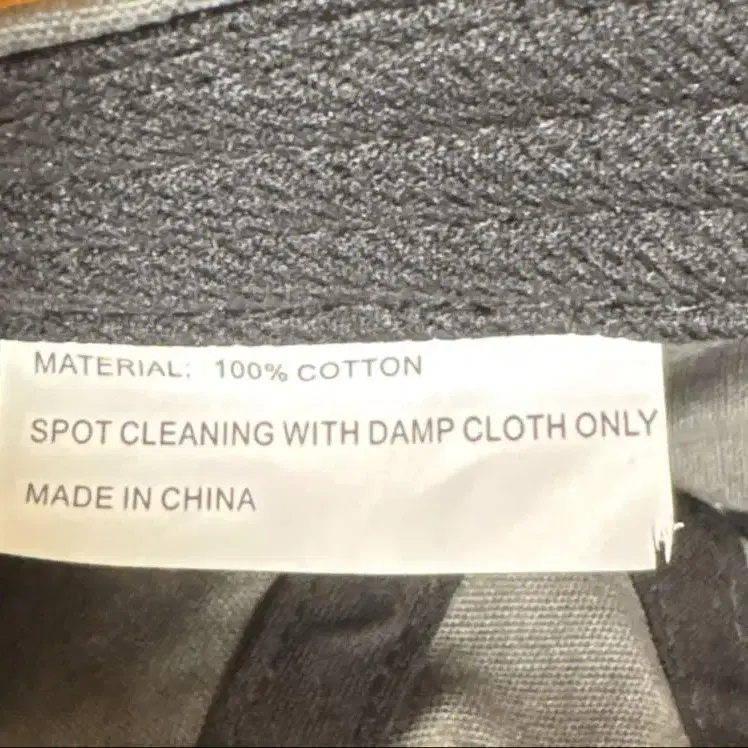 MATERIAL: 100% COTTON
SPOT CLEANING WITH DAMP CLOTH ONLY
MADE IN CHINA